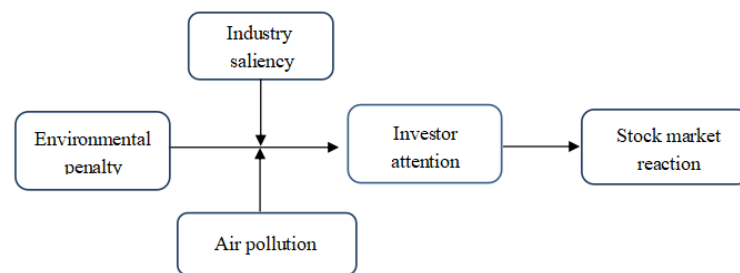 Industry
saliency
Environmental
penalty
Investor
attention
Stock market
reaction
Air pollution